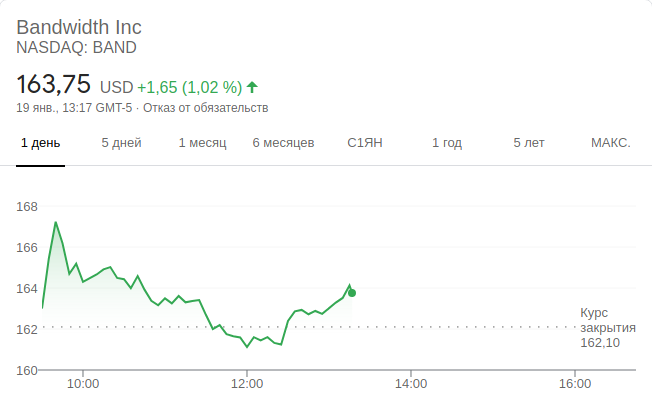 Bandwidth Inc
NASDAQ: BAND
163,75 USD +1,65 (1,02 %)
19 янв., 13:17 GMT-5 · Отказ от обязательств
1 день 5 дней 1 месяц 6 месяцев С1ЯН 1 год 5 лет МАКС.
168
166
164
162
160
Курс
закрытия
162,10
10:00 12:00 14:00 16:00